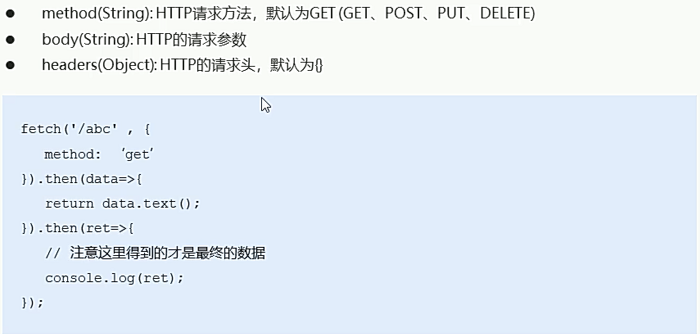 ● method(String): HTTP请求方法，默认为GET (GET、POST、PUT、DELETE)
● body(String): HTTP的请求参数
● headers(Object): HTTP的请求头，默认为{}
fetch('/abc' , {
   method: ‘get’
}).then(data=>{
   return data.text();
}).then(ret=>{
   // 注意这里得到的才是最终的数据
   console.log(ret);
});